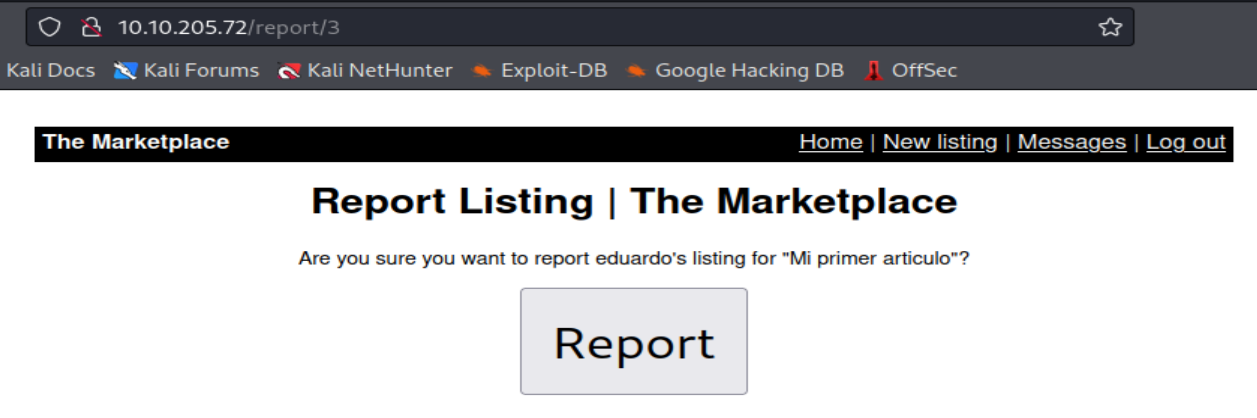 10.10.205.72/report/3
Kali Docs Kali Forums Kali NetHunter Exploit-DB Google Hacking DB OffSec
The Marketplace Home | New listing | Messages | Log out
Report Listing | The Marketplace
Are you sure you want to report eduardo's listing for "Mi primer articulo"?
Report